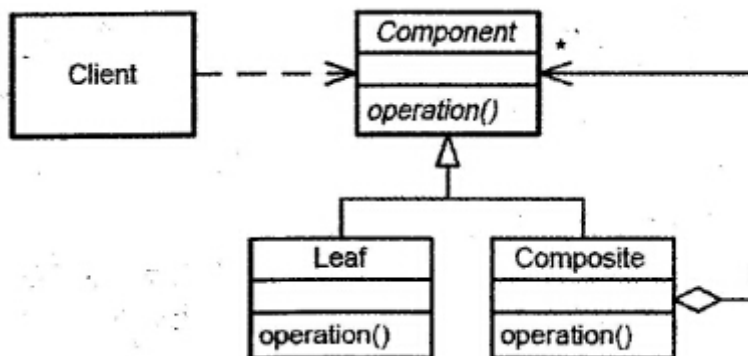 Component
*
Client
operation()
Leaf
Composite
operation()
operation()